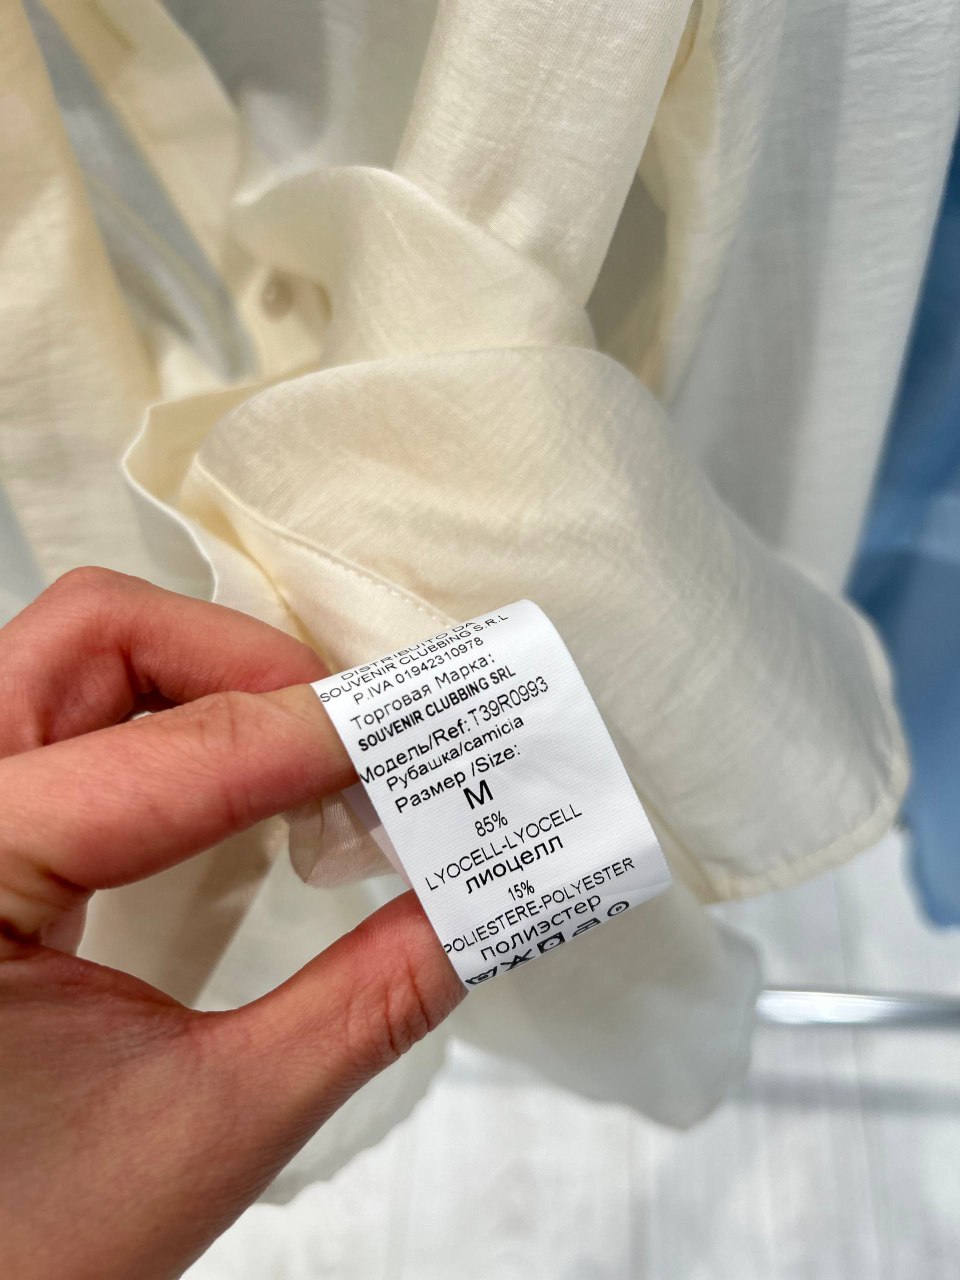 DISTRIBUITO DA
SOUVENIR CLUBBING S.R.L
P.IVA 01942310978
Торговая Марка:
SOUVENIR CLUBBING SRL
Модель/Ref:T39R0993
Рубашка/camicia
Размер /Size:
M
85%
LYOCELL-LYOCELL
лиоцелл
15%
POLIESTERE-POLYESTER
полиэстер